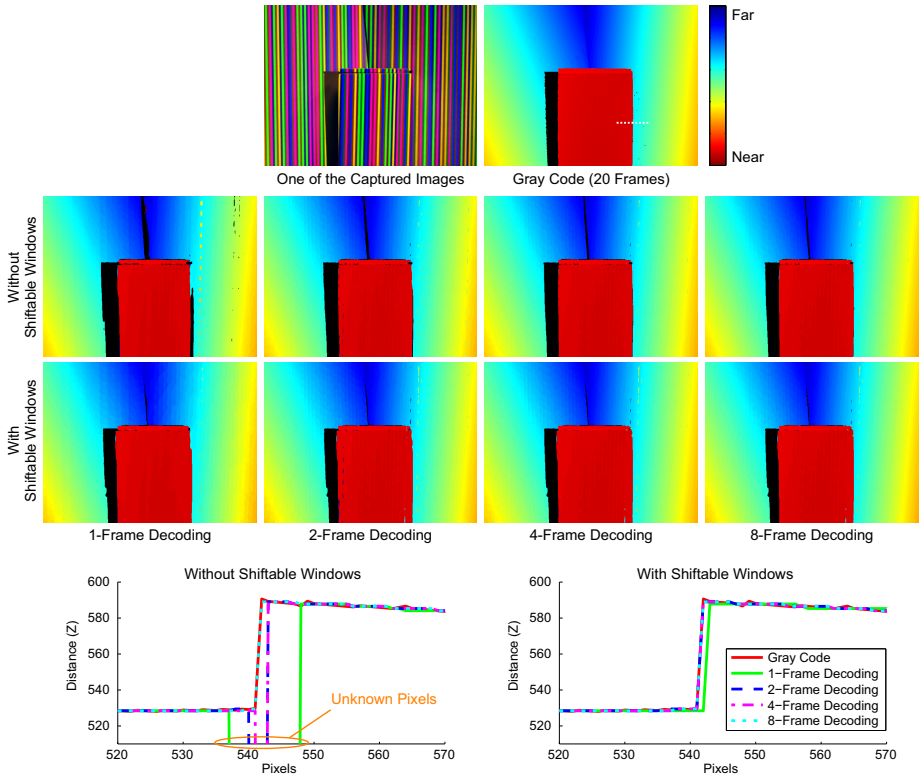 Far
Near
One of the Captured Images
Gray Code (20 Frames)
Without
Shiftable Windows
With
Shiftable Windows
1-Frame Decoding
2-Frame Decoding
4-Frame Decoding
8-Frame Decoding
Without Shiftable Windows
Distance (Z)
600
580
560
540
520
Unknown Pixels
520
530
540
550
560
570
Pixels
With Shiftable Windows
Distance (Z)
600
580
560
540
520
Gray Code
1-Frame Decoding
2-Frame Decoding
4-Frame Decoding
8-Frame Decoding
520
530
540
550
560
570
Pixels